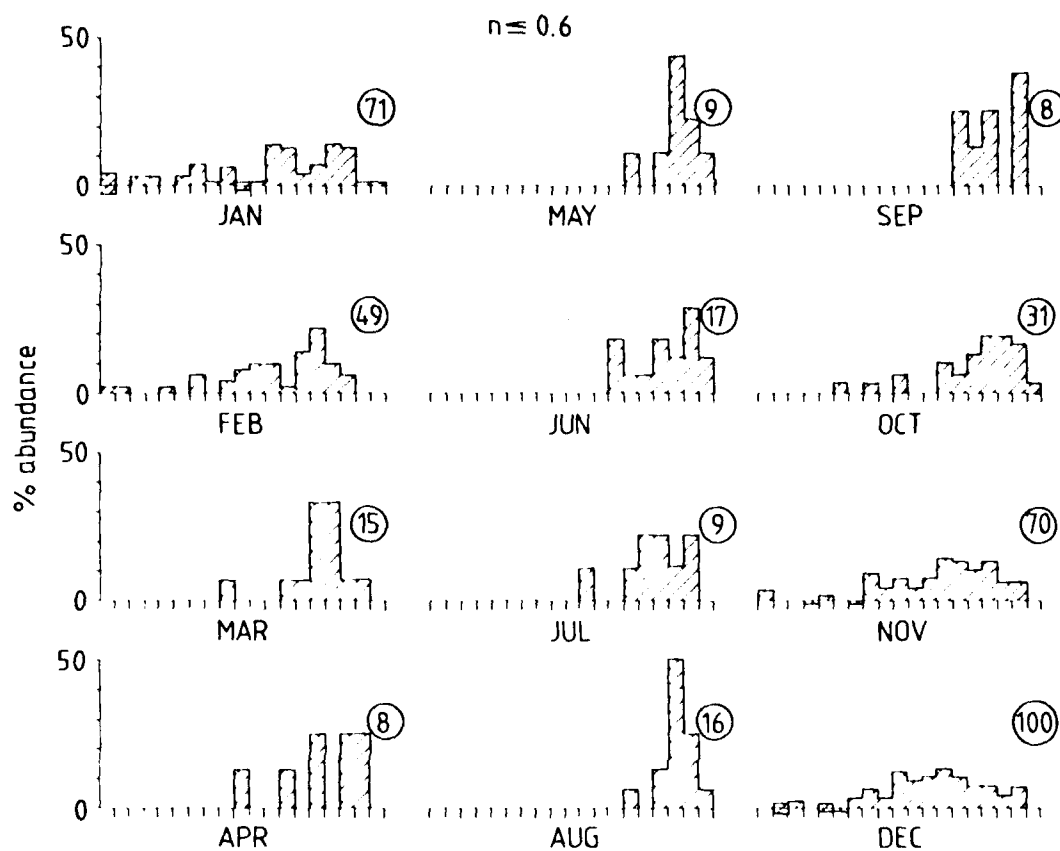 n ≤ 0.6
50
0
71
9
8
JAN
MAY
SEP
50
0
49
17
31
FEB
JUN
OCT
% abundance
50
0
15
9
70
MAR
JUL
NOV
50
0
8
16
100
APR
AUG
DEC